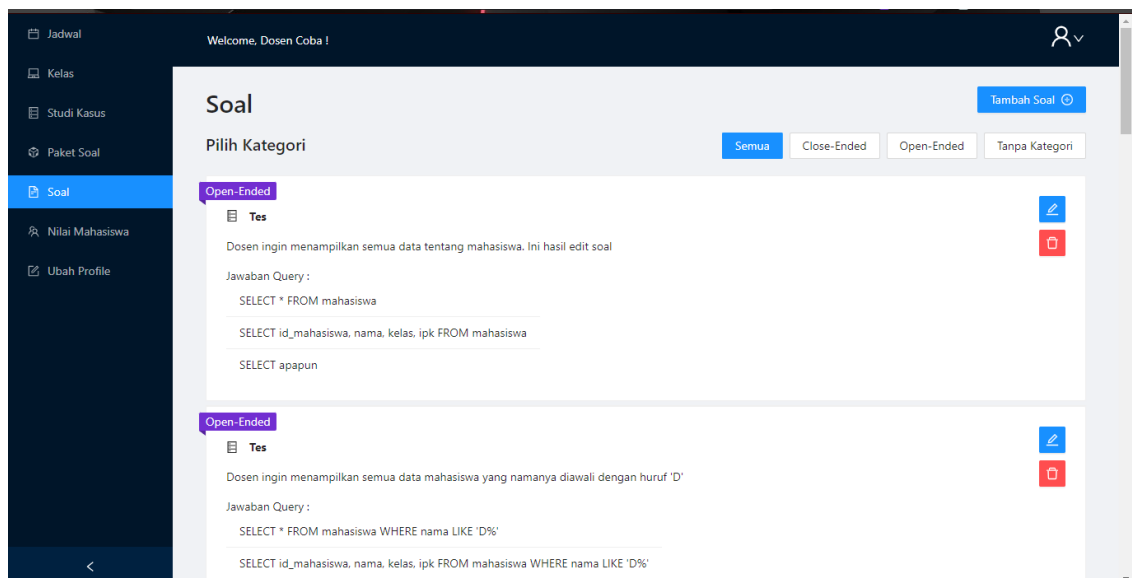 Jadwal
Kelas
Studi Kasus
Paket Soal
Soal
Nilai Mahasiswa
Ubah Profile
Welcome, Dosen Coba !
Soal
Tambah Soal
Pilih Kategori
Semua
Close-Ended
Open-Ended
Tanpa Kategori
Open-Ended
Tes
Dosen ingin menampilkan semua data tentang mahasiswa. Ini hasil edit soal
Jawaban Query :
SELECT * FROM mahasiswa
SELECT id_mahasiswa, nama, kelas, ipk FROM mahasiswa
SELECT apapun
Open-Ended
Tes
Dosen ingin menampilkan semua data mahasiswa yang namanya diawali dengan huruf 'D'
Jawaban Query :
SELECT * FROM mahasiswa WHERE nama LIKE 'D%'
SELECT id_mahasiswa, nama, kelas, ipk FROM mahasiswa WHERE nama LIKE 'D%'